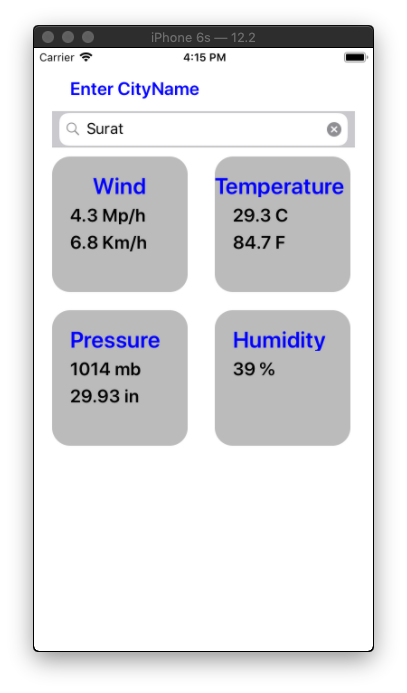 iPhone 6s — 12.2
Carrier 4:15 PM
Enter CityName
Surat
Wind
4.3 Mp/h
6.8 Km/h
Temperature
29.3 C
84.7 F
Pressure
1014 mb
29.93 in
Humidity
39 %